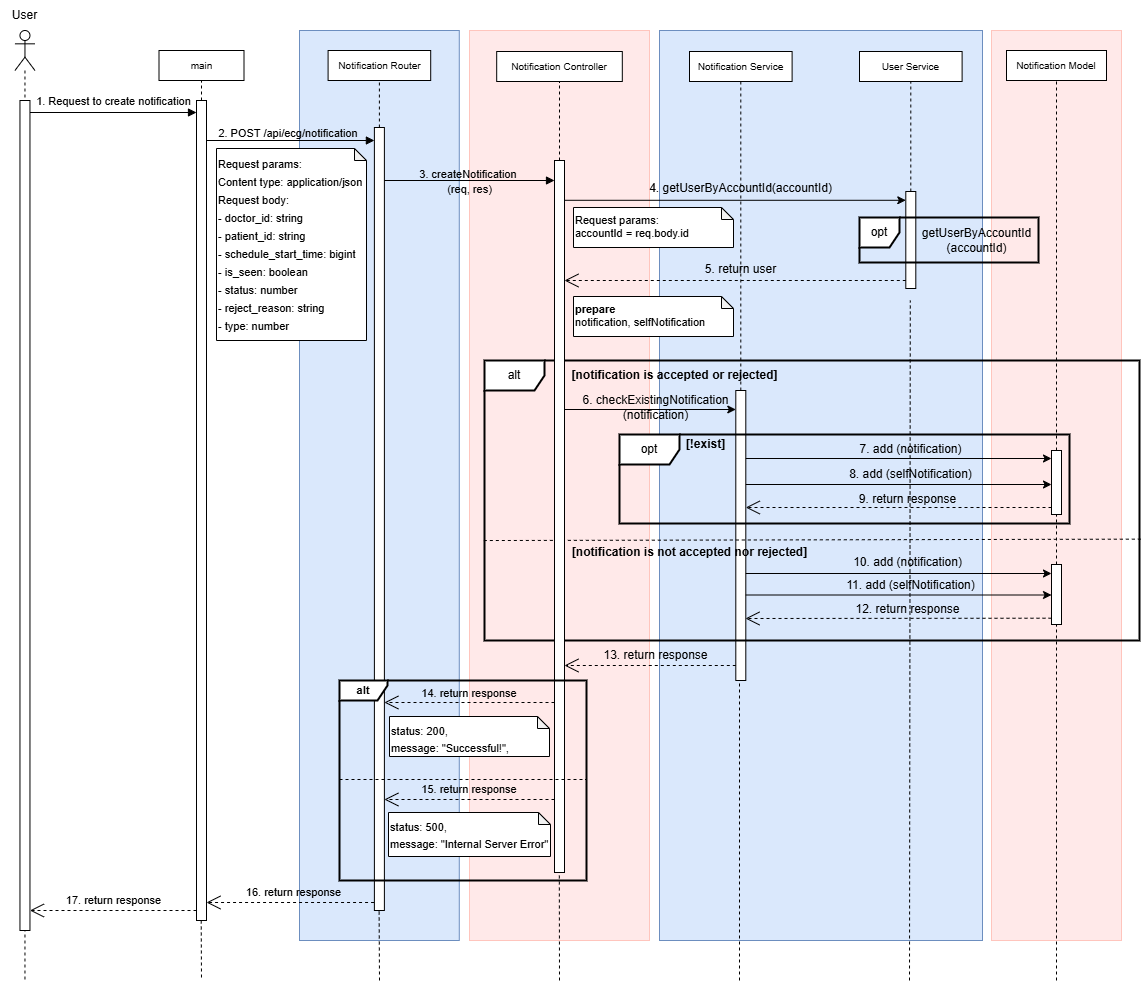 User
main
Notification Router
Notification Controller
Notification Service
User Service
Notification Model
1. Request to create notification
2. POST /api/ecg/notification
Request params:
Content type: application/json
Request body:
- doctor_id: string
- patient_id: string
- schedule_start_time: bigint
- is_seen: boolean
- status: number
- reject_reason: string
- type: number
3. createNotification
(req, res)
4. getUserByAccountId(accountId)
Request params:
accountId = req.body.id
opt
getUserByAccountId
(accountId)
5. return user
prepare
notification, selfNotification
alt
[notification is accepted or rejected]
6. checkExistingNotification
(notification)
opt
[!exist]
7. add (notification)
8. add (selfNotification)
9. return response
[notification is not accepted nor rejected]
10. add (notification)
11. add (selfNotification)
12. return response
13. return response
alt
14. return response
status: 200,
message: "Successful!",
15. return response
status: 500,
message: "Internal Server Error"
16. return response
17. return response